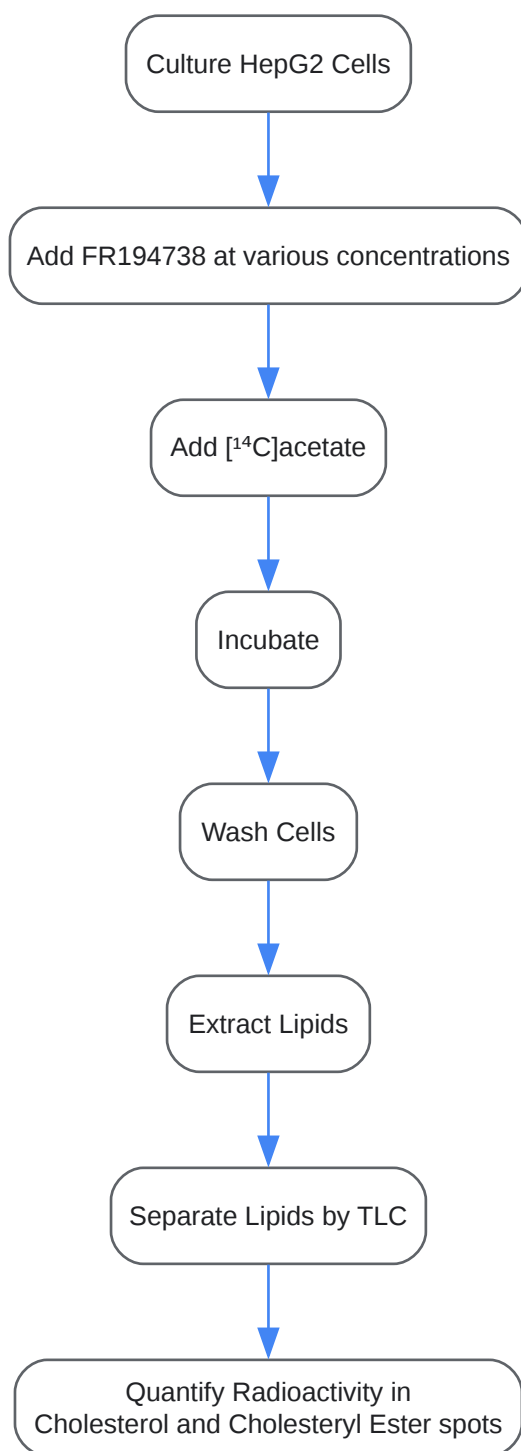 Culture HepG2 Cells
Add FR194738 at various concentrations
Add [¹⁴C]acetate
Incubate
Wash Cells
Extract Lipids
Separate Lipids by TLC
Quantify Radioactivity in
Cholesterol and Cholesteryl Ester spots